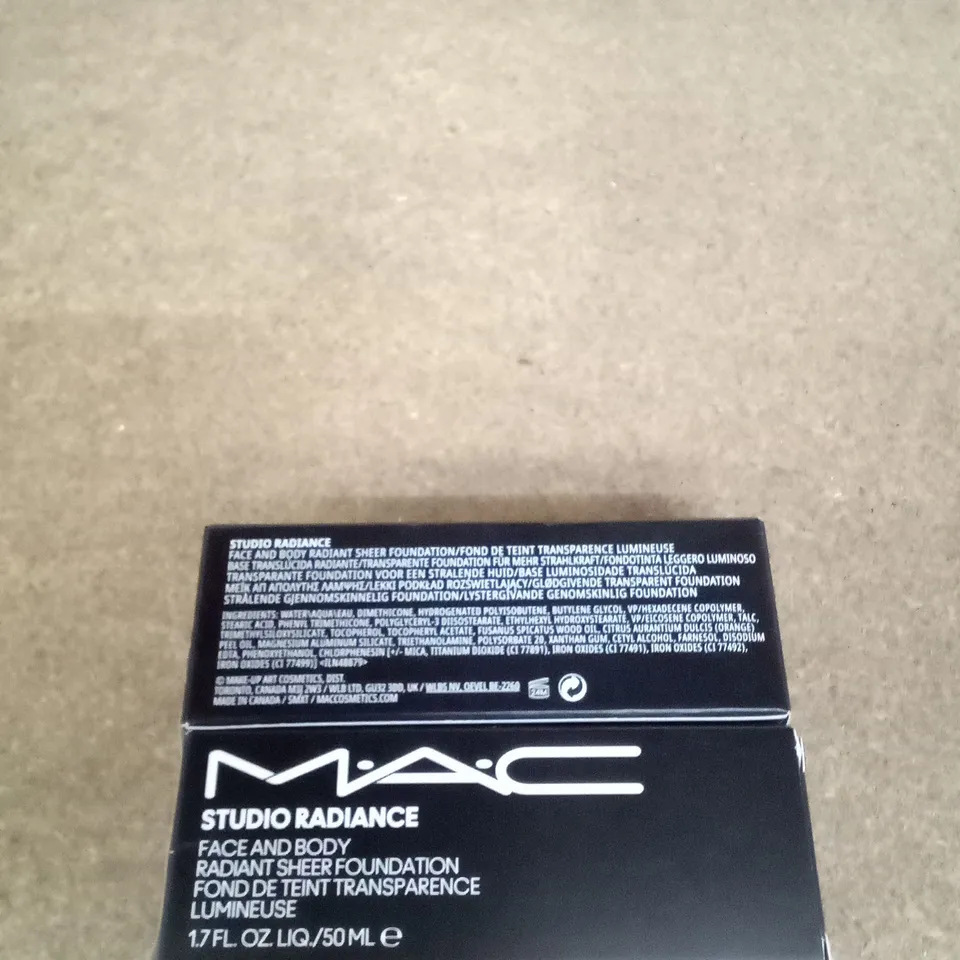 STUDIO RADIANCE
FACE AND BODY RADIANT SHEER FOUNDATION/FOND DE TEINT TRANSPARENCE LUMINEUSE
BASE TRANSLÚCIDA RADIANTE/TRANSPARENTE FOUNDATION FÜR MEHR STRAHLKRAFT/FONDOTINTA LEGGERO LUMINOSO
TRANSPARANTE FOUNDATION VOOR EEN STRALENDE HUID/BASE LUMINOSIDADE TRANSLÚCIDA
ΜΕΪΚ ΑΠ ΑΠΟΛΥΤΗΣ ΛΑΜΨΗΣ/LEKKI PODKŁAD ROZŚWIETLAJĄCY/GLØDGIVENDE TRANSPARENT FOUNDATION
STRÅLENDE GJENNOMSKINNELIG FOUNDATION/LYSTERGIVANDE GENOMSKINLIG FOUNDATION
INGREDIENTS: WATER\AQUA\EAU, DIMETHICONE, HYDROGENATED POLYISOBUTENE, BUTYLENE GLYCOL, VP/HEXADECENE COPOLYMER,
STEARIC ACID, PHENYL TRIMETHICONE, POLYGLYCERYL-3 DIISOSTEARATE, ETHYLHEXYL HYDROXYSTEARATE, VP/EICOSENE COPOLYMER, TALC,
TRIMETHYLSILOXYSILICATE, TOCOPHEROL, TOCOPHERYL ACETATE, FUSANUS SPICATUS WOOD OIL, CITRUS AURANTIUM DULCIS (ORANGE)
PEEL OIL, MAGNESIUM ALUMINUM SILICATE, TRIETHANOLAMINE, POLYSORBATE 20, XANTHAN GUM, CETYL ALCOHOL, FARNESOL, DISODIUM
EDTA, PHENOXYETHANOL, CHLORPHENESIN [+/- MICA, TITANIUM DIOXIDE (CI 77891), IRON OXIDES (CI 77491), IRON OXIDES (CI 77492),
IRON OXIDES (CI 77499)] <ILN48879>
© MAKE-UP ART COSMETICS, DIST.
TORONTO, CANADA M3J 2W3 / WLB LTD, GU32 3DD, UK / WLBS NV, OEVEL BE-2260
MADE IN CANADA / SMXT / MACCOSMETICS.COM
24M
M·A·C
STUDIO RADIANCE
FACE AND BODY
RADIANT SHEER FOUNDATION
FOND DE TEINT TRANSPARENCE
LUMINEUSE
1.7 FL. OZ. LIQ./50 ML ℮